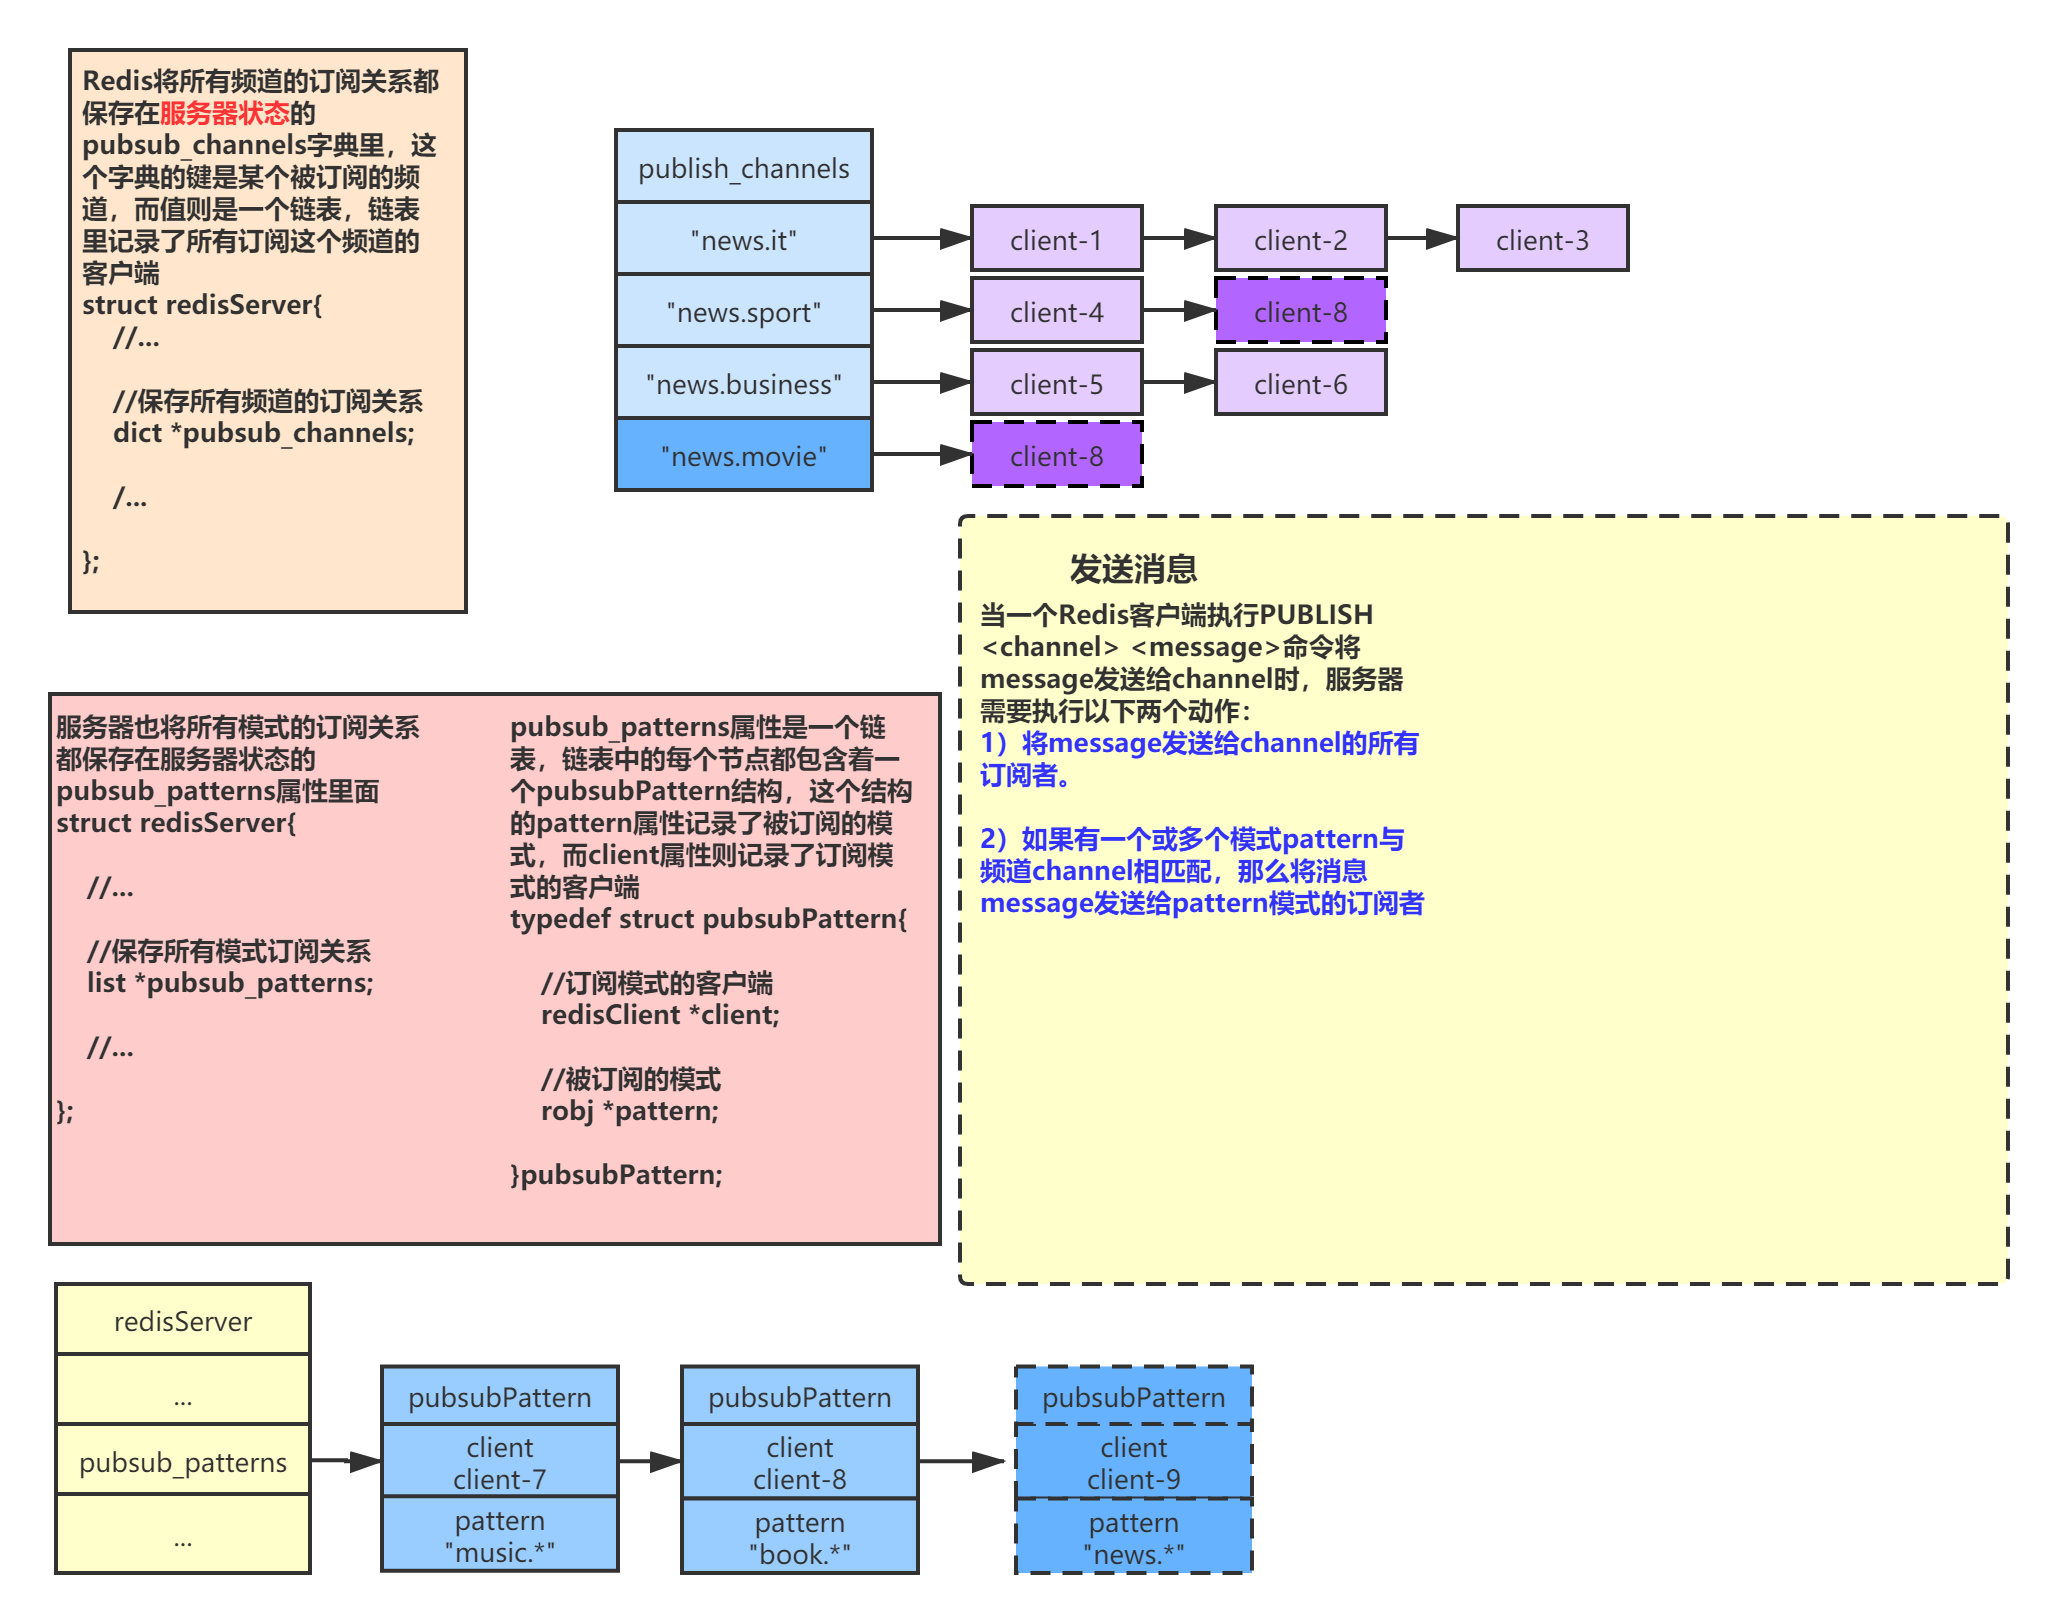 Redis将所有频道的订阅关系都
保存在服务器状态的
pubsub_channels字典里，这
个字典的键是某个被订阅的频
道，而值则是一个链表，链表
里记录了所有订阅这个频道的
客户端
struct redisServer{
//...
//保存所有频道的订阅关系
dict *pubsub_channels;
/...
};
publish_channels
"news.it"
client-1
client-2
client-3
"news.sport"
client-4
client-8
"news.business"
client-5
client-6
"news.movie"
client-8
发送消息
当一个Redis客户端执行PUBLISH
<channel> <message>命令将
message发送给channel时，服务器
需要执行以下两个动作：
1）将message发送给channel的所有
订阅者。
2）如果有一个或多个模式pattern与
频道channel相匹配，那么将消息
message发送给pattern模式的订阅者
服务器也将所有模式的订阅关系
都保存在服务器状态的
pubsub_patterns属性里面
struct redisServer{
//...
//保存所有模式订阅关系
list *pubsub_patterns;
//...
};
pubsub_patterns属性是一个链
表，链表中的每个节点都包含着一
个pubsubPattern结构，这个结构
的pattern属性记录了被订阅的模
式，而client属性则记录了订阅模
式的客户端
typedef struct pubsubPattern{
//订阅模式的客户端
redisClient *client;
//被订阅的模式
robj *pattern;
}pubsubPattern;
redisServer
...
pubsub_patterns
...
pubsubPattern
client
client-7
pattern
"music.*"
pubsubPattern
client
client-8
pattern
"book.*"
pubsubPattern
client
client-9
pattern
"news.*"